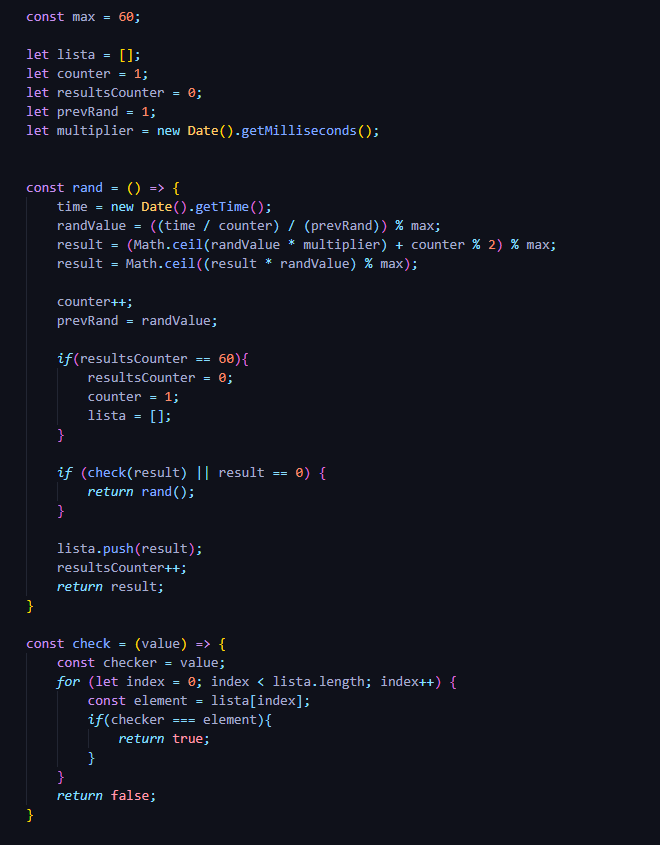 const max = 60;
let lista = [];
let counter = 1;
let resultsCounter = 0;
let prevRand = 1;
let multiplier = new Date().getMilliseconds();
const rand = () => {
    time = new Date().getTime();
    randValue = ((time / counter) / (prevRand)) % max;
    result = (Math.ceil(randValue * multiplier) + counter % 2) % max;
    result = Math.ceil((result * randValue) % max);
    counter++;
    prevRand = randValue;
    if(resultsCounter == 60){
        resultsCounter = 0;
        counter = 1;
        lista = [];
    }
    if (check(result) || result == 0) {
        return rand();
    }
    lista.push(result);
    resultsCounter++;
    return result;
}
const check = (value) => {
    const checker = value;
    for (let index = 0; index < lista.length; index++) {
        const element = lista[index];
        if(checker === element){
            return true;
        }
    }
    return false;
}